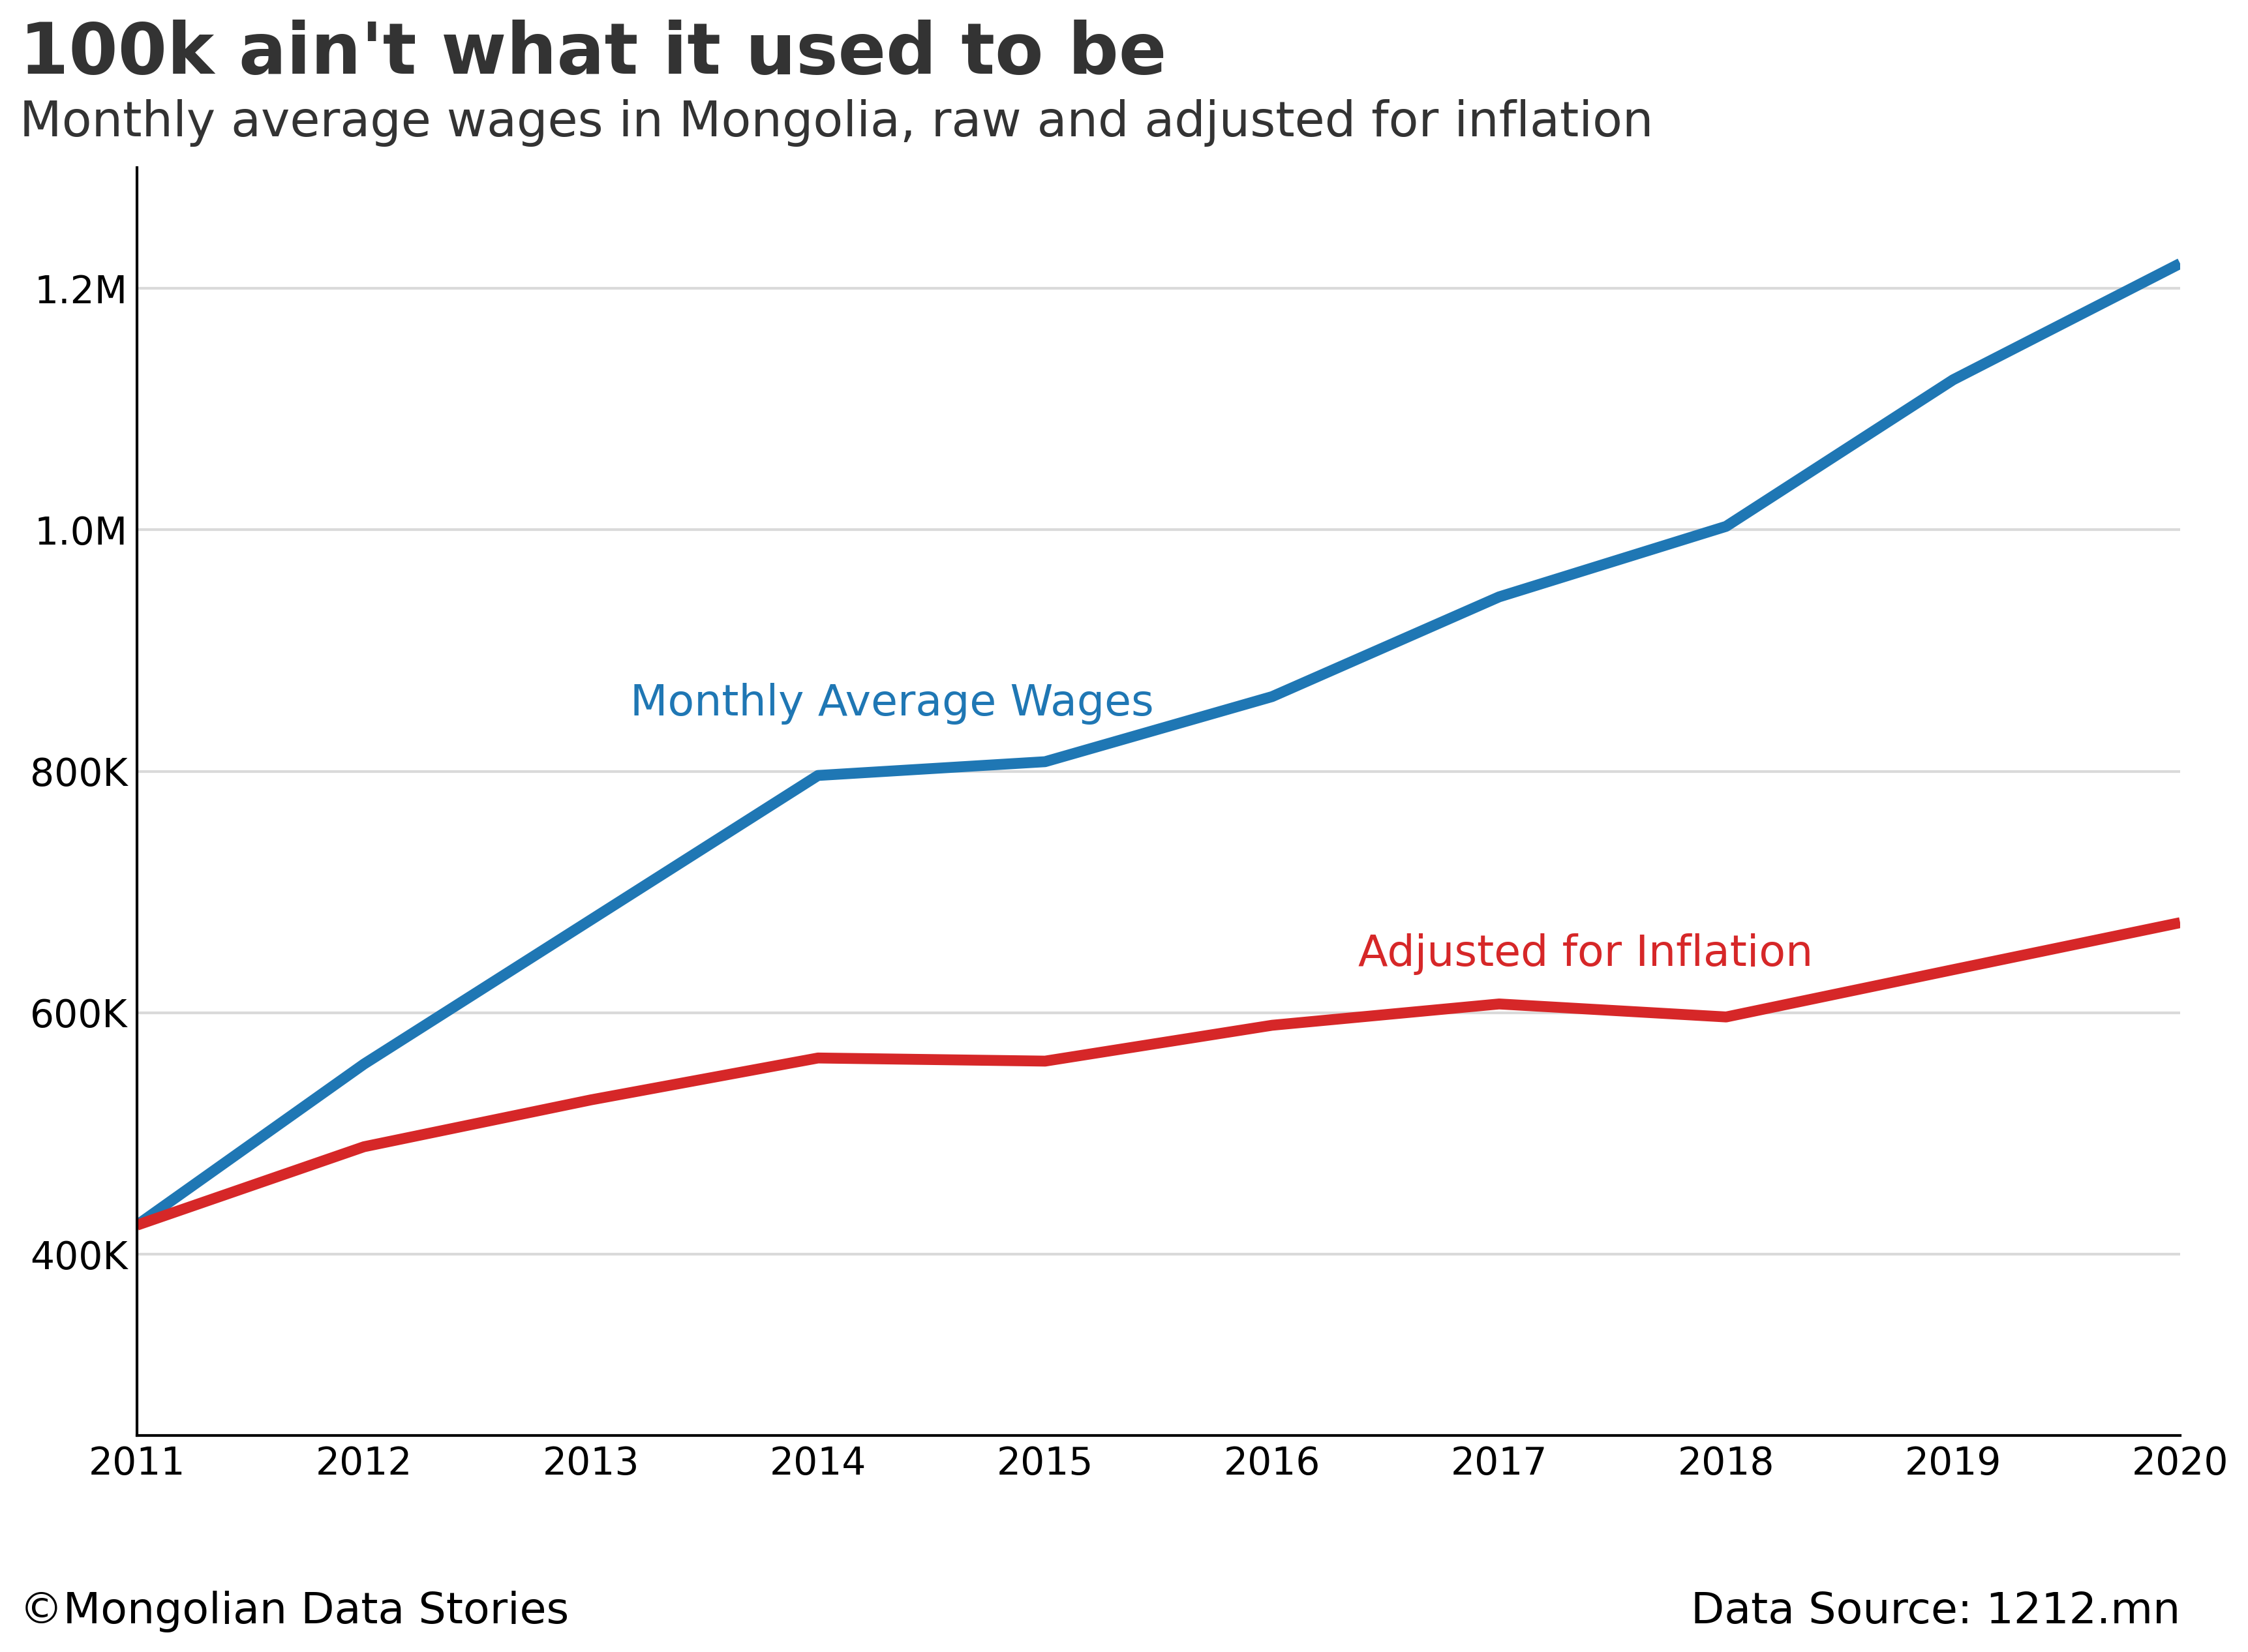 100k ain't what it used to be
Monthly average wages in Mongolia, raw and adjusted for inflation
1.2M
1.0M
800K
600K
400K
Monthly Average Wages
Adjusted for Inflation
2011 2012 2013 2014 2015 2016 2017 2018 2019 2020
©Mongolian Data Stories
Data Source: 1212.mn